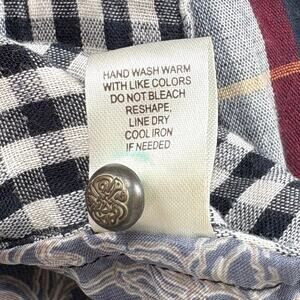 HAND WASH WARM
WITH LIKE COLORS
DO NOT BLEACH
RESHAPE,
LINE DRY
COOL IRON
IF NEEDED